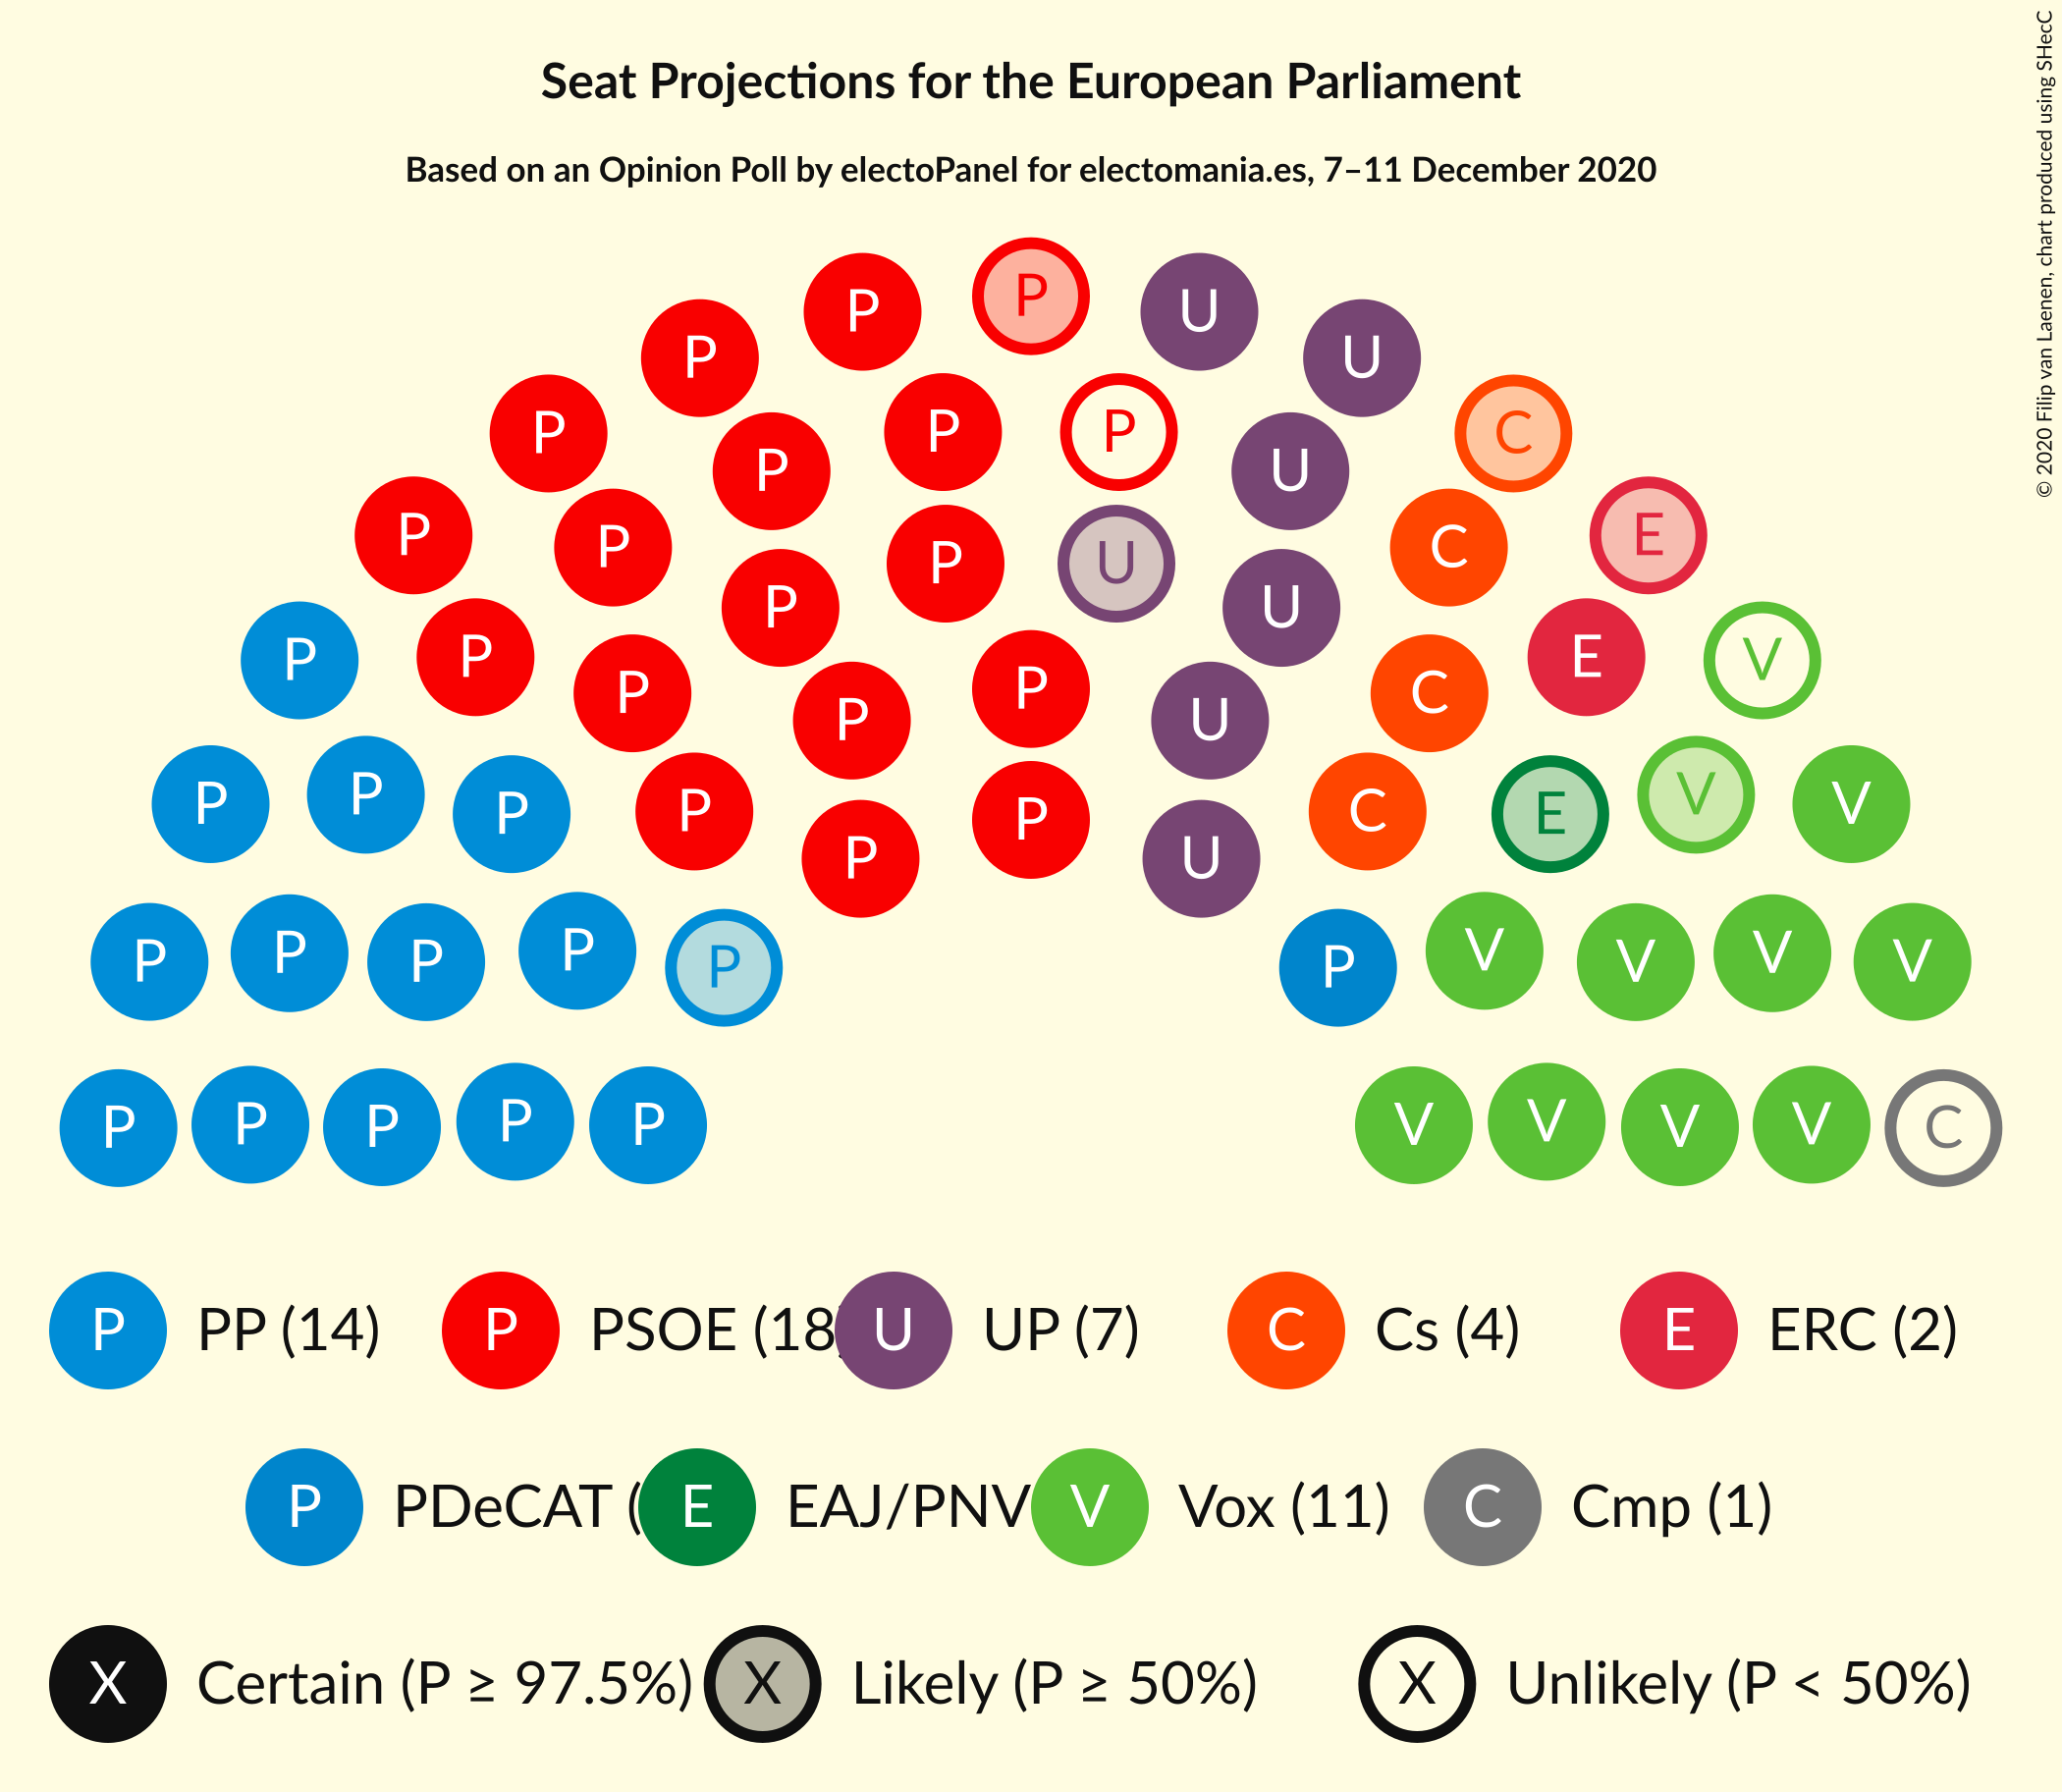 Seat Projections for the European Parliament
Based on an Opinion Poll by electoPanel for electomania.es, 7–11 December 2020
© 2020 Filip van Laenen, chart produced using SHecC
P P P U U
P P P P U C
P P P P U U C E
P P P P U C E V
P P P P P P U C E V V
P P P P P P U P V V V V
P P P P P V V V V C
P PP (14) P PSOE (18 U UP (7) C Cs (4) E ERC (2)
P PDeCAT ( E EAJ/PNV V Vox (11) C Cmp (1)
X Certain (P ≥ 97.5%) X Likely (P ≥ 50%) X Unlikely (P < 50%)